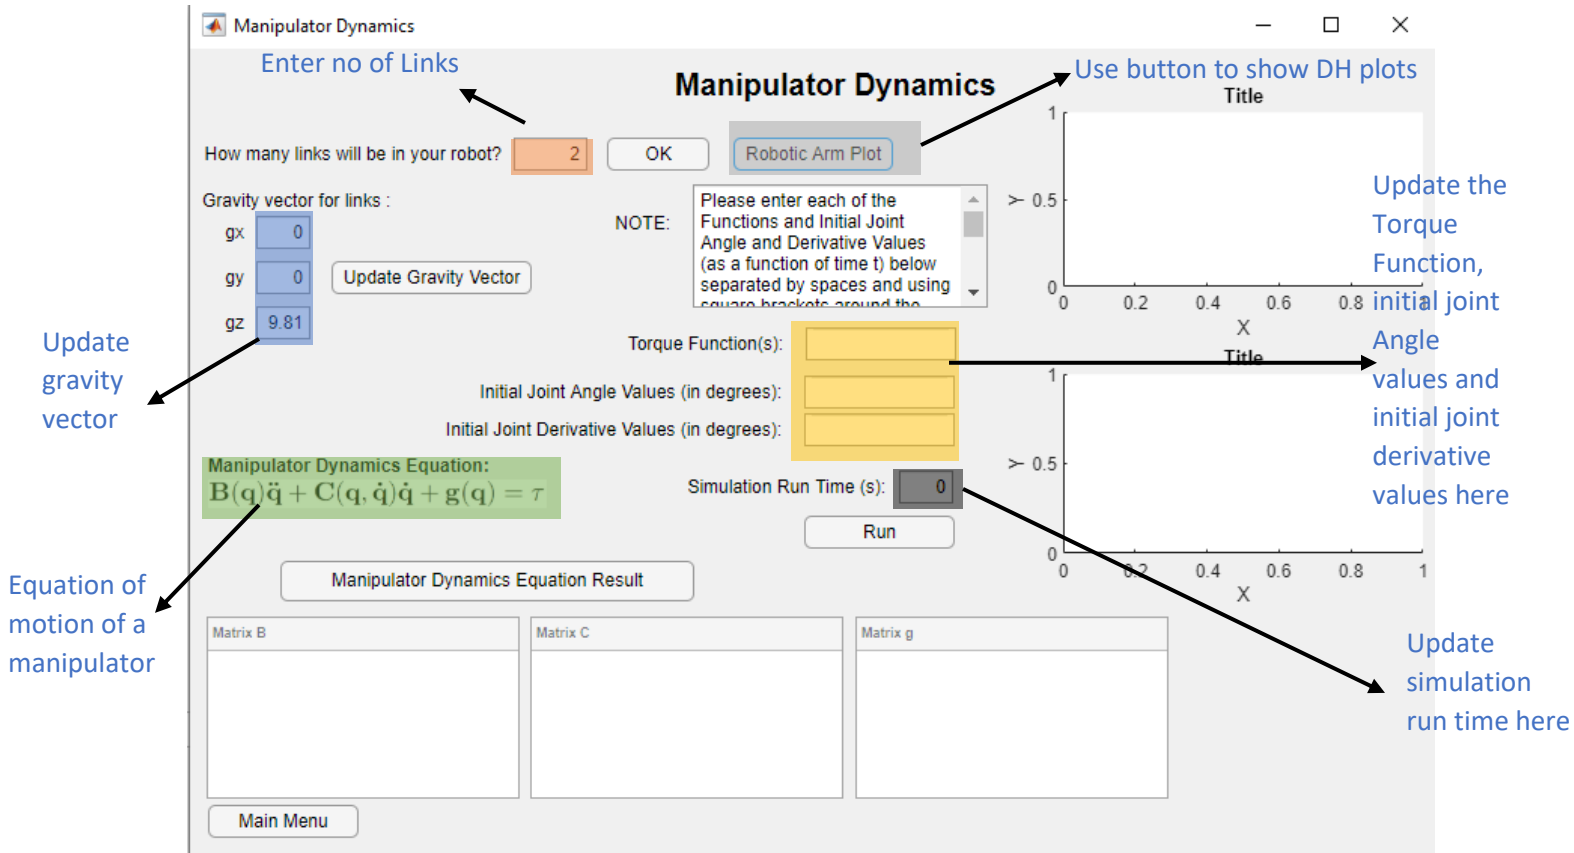 Manipulator Dynamics
Enter no of Links
Manipulator Dynamics
Use button to show DH plots
How many links will be in your robot? 2 OK Robotic Arm Plot
Gravity vector for links :
gx 0
gy 0 Update Gravity Vector
gz 9.81
NOTE:
Please enter each of the
Functions and Initial Joint
Angle and Derivative Values
(as a function of time t) below
separated by spaces and using
square brackets around the
Update
gravity
vector
Torque Function(s):
Initial Joint Angle Values (in degrees):
Initial Joint Derivative Values (in degrees):
Manipulator Dynamics Equation:
B(q)q̈ + C(q, q̇)q̇ + g(q) = τ
Simulation Run Time (s): 0
Run
Equation of
motion of a
manipulator
Manipulator Dynamics Equation Result
Matrix B
Matrix C
Matrix g
Main Menu
Title
1
0.5
0
Y
0 0.2 0.4 0.6 0.8 1
X
Title
1
0.5
0
Y
0 0.2 0.4 0.6 0.8 1
X
Update the
Torque
Function,
initial joint
Angle
values and
initial joint
derivative
values here
Update
simulation
run time here